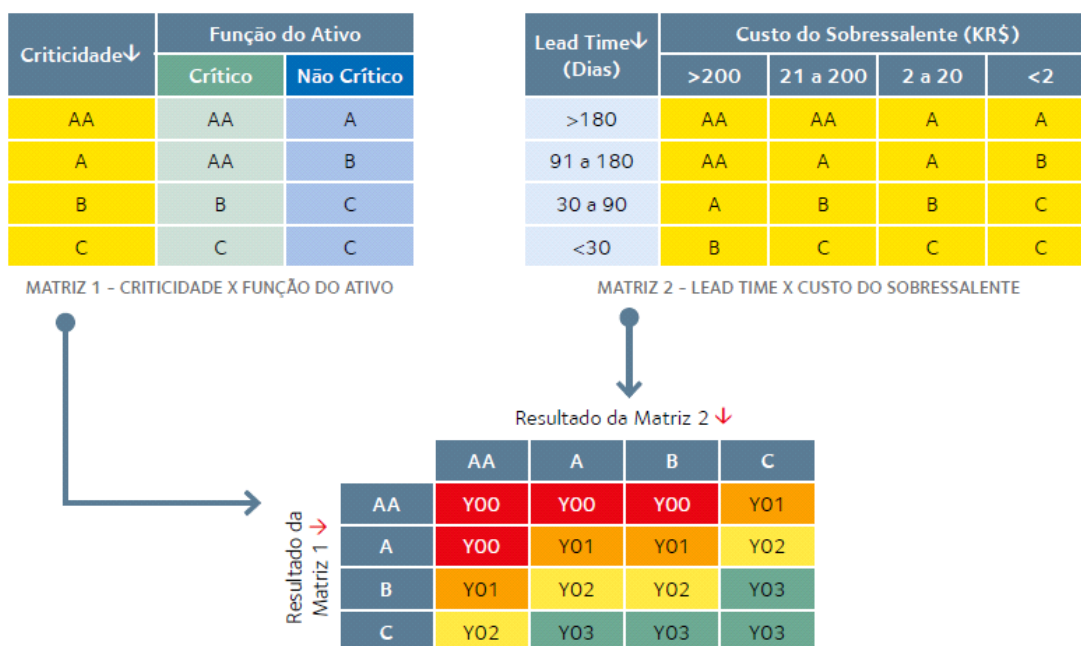 Criticidade↓ Função do Ativo
Crítico Não Crítico
AA AA A
A AA B
B B C
C C C
MATRIZ 1 - CRITICIDADE X FUNÇÃO DO ATIVO
Lead Time↓ Custo do Sobressalente (KR$)
(Dias) >200 21 a 200 2 a 20 <2
>180 AA AA A A
91 a 180 AA A A B
30 a 90 A B B C
<30 B C C C
MATRIZ 2 - LEAD TIME X CUSTO DO SOBRESSALENTE
Resultado da Matriz 2 ↓
AA A B C
Resultado da
Matriz 1 →
AA Y00 Y00 Y00 Y01
A Y00 Y01 Y01 Y02
B Y01 Y02 Y02 Y03
C Y02 Y03 Y03 Y03